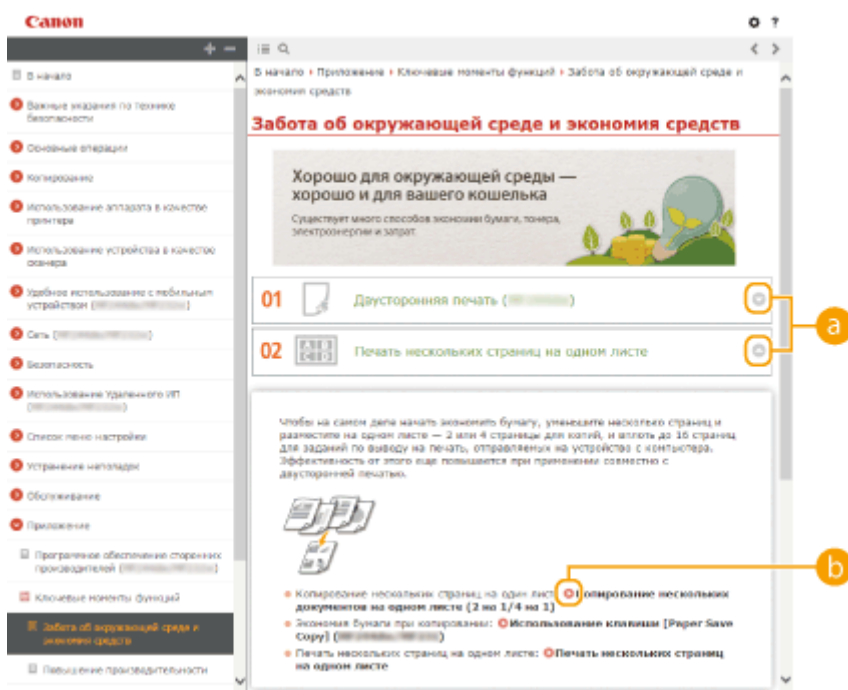 Canon
В начало
Важные указания по технике
безопасности
Основные операции
Копирование
Использование аппарата в качестве
принтера
Использование устройства в качестве
сканера
Удобное использование с мобильным
устройством (
)
Сеть (
)
Безопасность
Использование Удаленного ИП
(
)
Список меню настройки
Устранение неполадок
Обслуживание
Приложение
Программное обеспечение сторонних
производителей (
)
Ключевые моменты функций
Забота об окружающей среде и
экономия средств
Повышение производительности
В начало › Приложение › Ключевые моменты функций › Забота об окружающей среде и
экономия средств
Забота об окружающей среде и экономия средств
Хорошо для окружающей среды —
хорошо и для вашего кошелька
Существует много способов экономии бумаги, тонера,
электроэнергии и затрат.
01 Двусторонняя печать ( )
02 Печать нескольких страниц на одном листе
Чтобы на самом деле начать экономить бумагу, уменьшите несколько страниц и
разместите на одном листе — 2 или 4 страницы для копий, и вплоть до 16 страниц
для заданий по выводу на печать, отправляемых на устройство с компьютера.
Эффективность от этого еще повышается при применении совместно с
двусторонней печатью.
Копирование нескольких страниц на один лист Копирование нескольких
документов на одном листе (2 на 1/4 на 1)
Экономия бумаги при копировании: Использование клавиши [Paper Save
Copy] ( )
Печать нескольких страниц на одном листе: Печать нескольких страниц
на одном листе
a
b